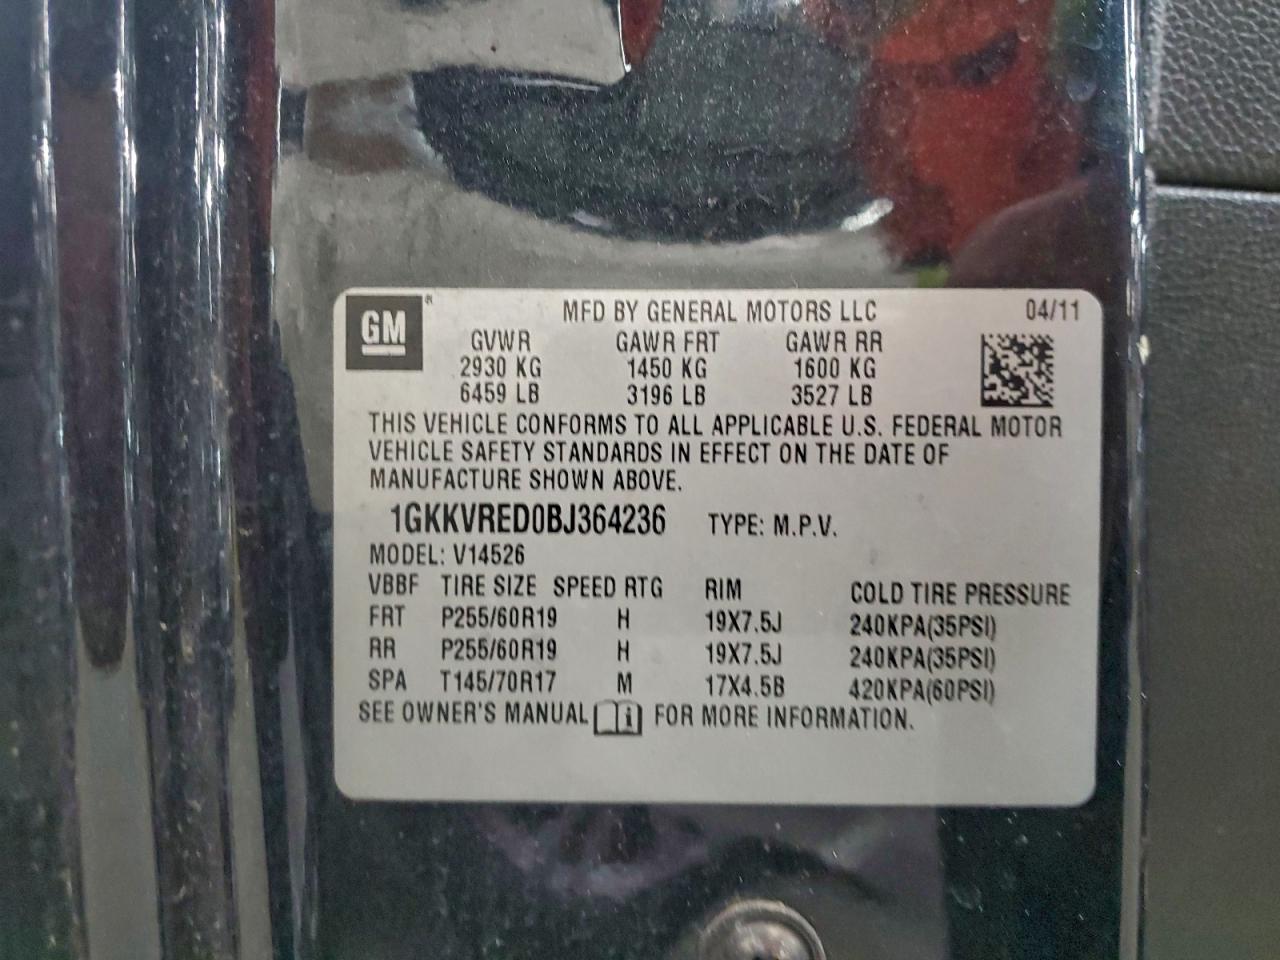 GM® MFD BY GENERAL MOTORS LLC 04/11
GVWR GAWR FRT GAWR RR
2930 KG 1450 KG 1600 KG
6459 LB 3196 LB 3527 LB
THIS VEHICLE CONFORMS TO ALL APPLICABLE U.S. FEDERAL MOTOR
VEHICLE SAFETY STANDARDS IN EFFECT ON THE DATE OF
MANUFACTURE SHOWN ABOVE.
1GKKVRED0BJ364236 TYPE: M.P.V.
MODEL: V14526
VBBF TIRE SIZE SPEED RTG RIM COLD TIRE PRESSURE
FRT P255/60R19 H 19X7.5J 240KPA(35PSI)
RR P255/60R19 H 19X7.5J 240KPA(35PSI)
SPA T145/70R17 M 17X4.5B 420KPA(60PSI)
SEE OWNER'S MANUAL i FOR MORE INFORMATION.